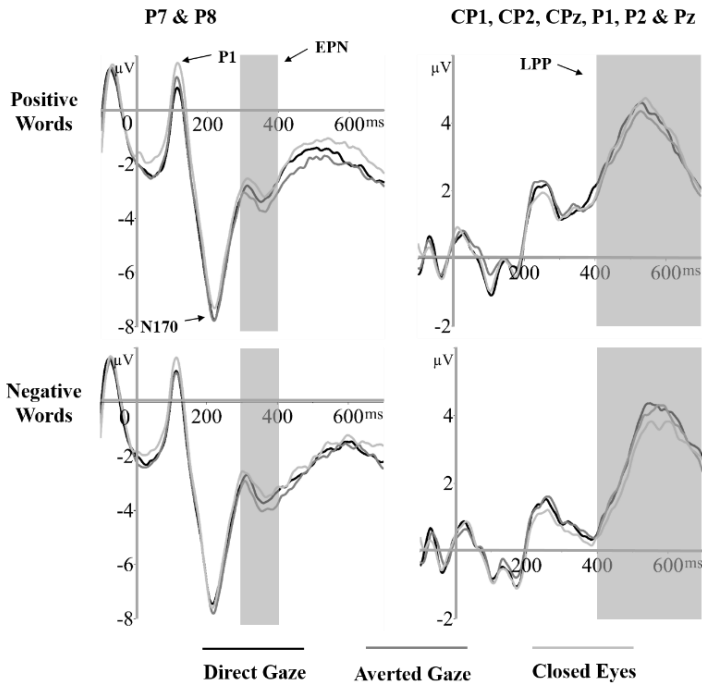 P7 & P8
CP1, CP2, CPz, P1, P2 & Pz
Positive
Words
µV
P1
EPN
0
200
400
600ms
-2
-4
-6
-8
N170
µV
LPP
4
2
200
400
600ms
-2
Negative
Words
µV
0
200
400
600ms
-2
-4
-6
-8
µV
4
2
200
400
600ms
-2
Direct Gaze
Averted Gaze
Closed Eyes